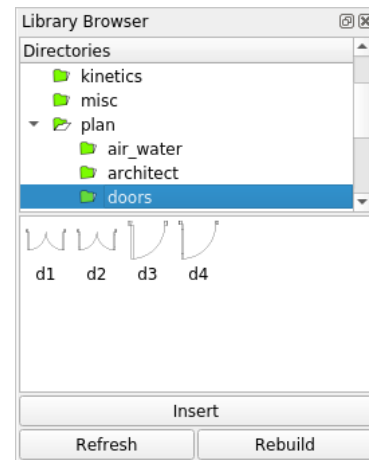 Library Browser
Directories
kinetics
misc
plan
air_water
architect
doors
d1 d2 d3 d4
Insert
Refresh Rebuild